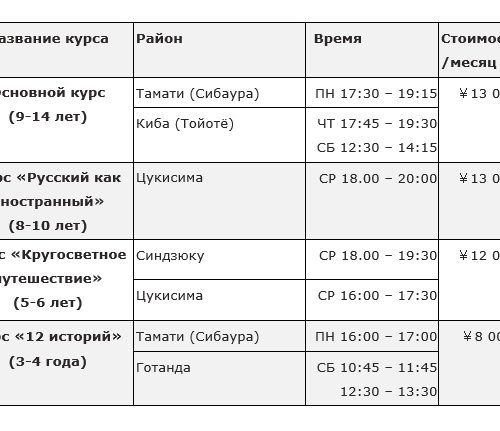 азвание курса Район Время Стоимос
/месяц
сновной курс Тамати (Сибаура) ПН 17:30 – 19:15 ￥13 0
(9-14 лет) Киба (Тойотё) ЧТ 17:45 – 19:30
СБ 12:30 – 14:15
рс «Русский как Цукисима СР 18.00 – 20:00 ￥13 0
ностранный»
(8-10 лет)
с «Кругосветное Синдзюку СР 18.00 – 19:30 ￥12 0
путешествие»
(5-6 лет) Цукисима СР 16:00 – 17:30
рс «12 историй» Тамати (Сибаура) ПН 16:00 – 17:00 ￥8 00
(3-4 года) Готанда СБ 10:45 – 11:45
12:30 – 13:30